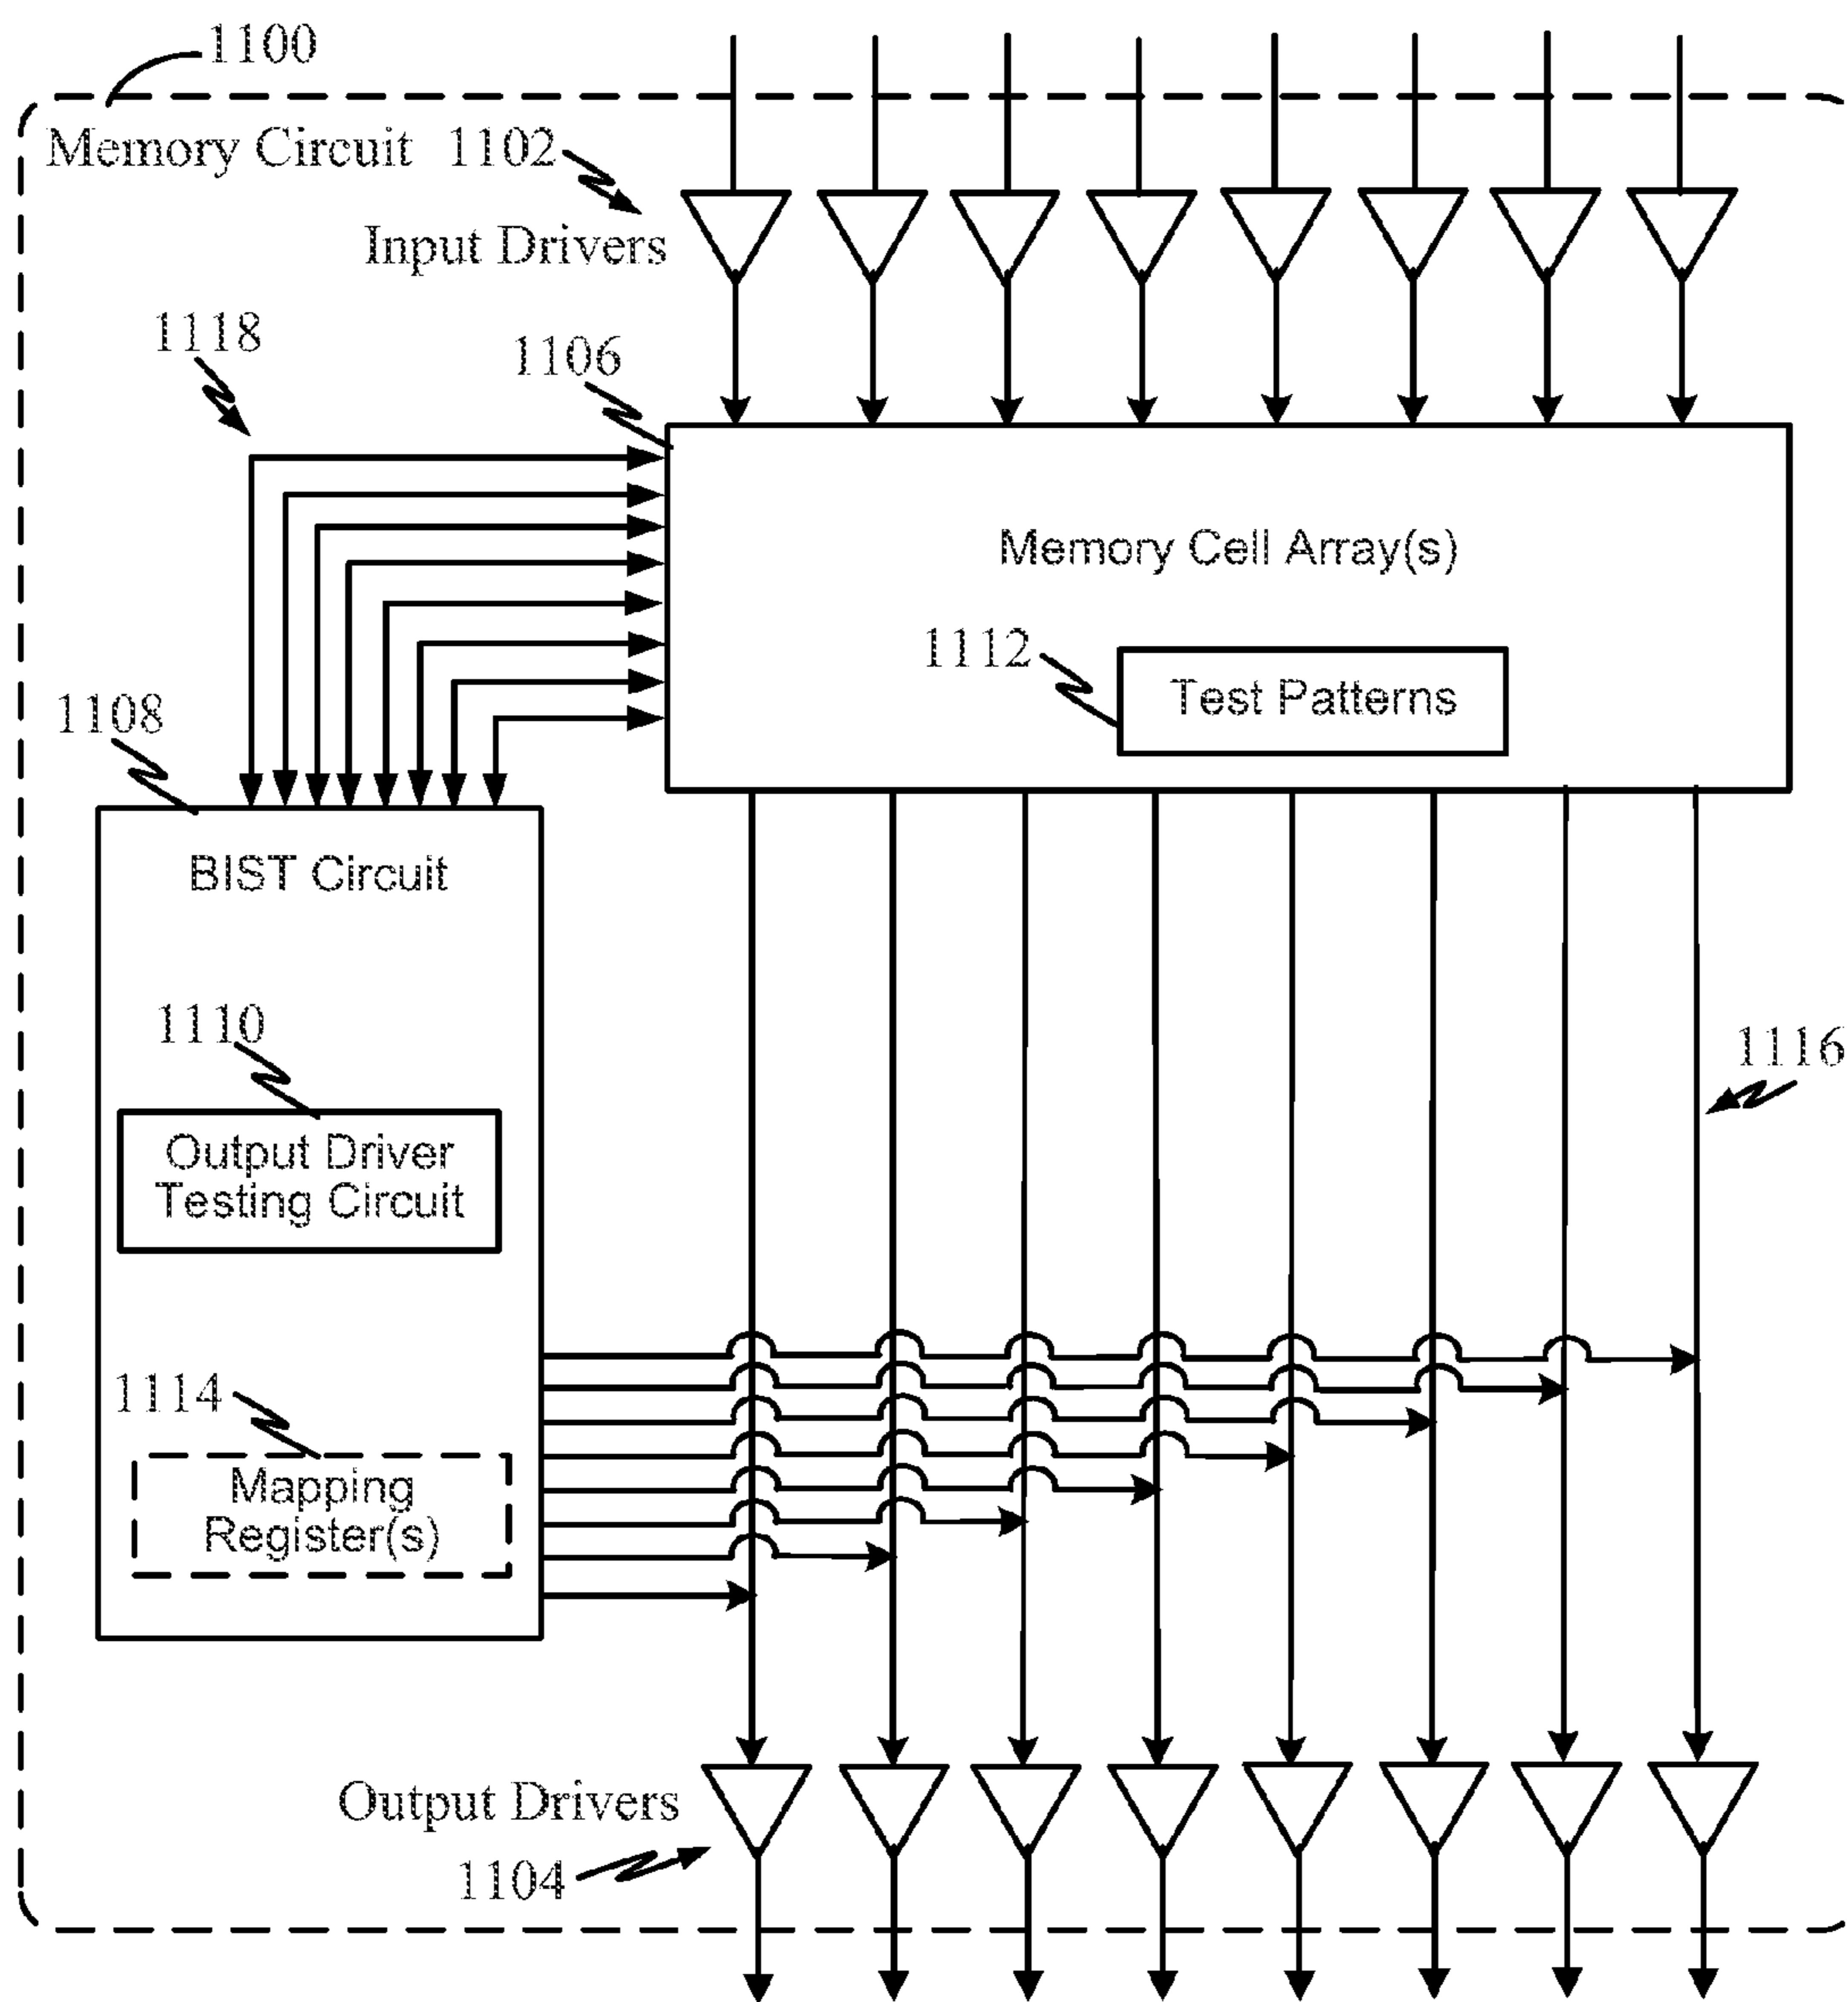 1100
Memory Circuit 1102
Input Drivers
1118
1106
Memory Cell Array(s)
1112
Test Patterns
1108
BIST Circuit
1110
1116
Output Driver
Testing Circuit
1114
Mapping
Register(s)
Output Drivers
1104